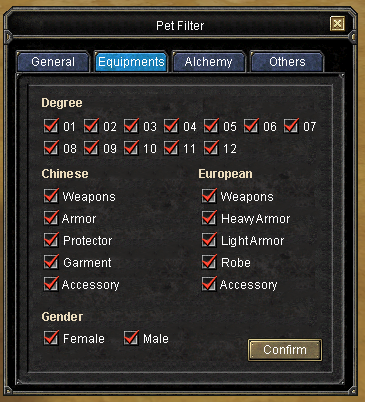 Pet Filter
General Equipments Alchemy Others
Degree
01 02 03 04 05 06 07
08 09 10 11 12
Chinese European
Weapons Weapons
Armor HeavyArmor
Protector LightArmor
Garment Robe
Accessory Accessory
Gender
Female Male
Confirm